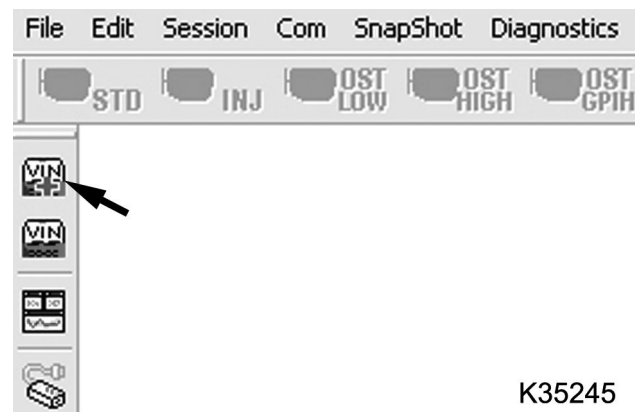 File Edit Session Com SnapShot Diagnostics
STD INJ OST LOW OST HIGH OST GPIH
VIN
VIN
K35245